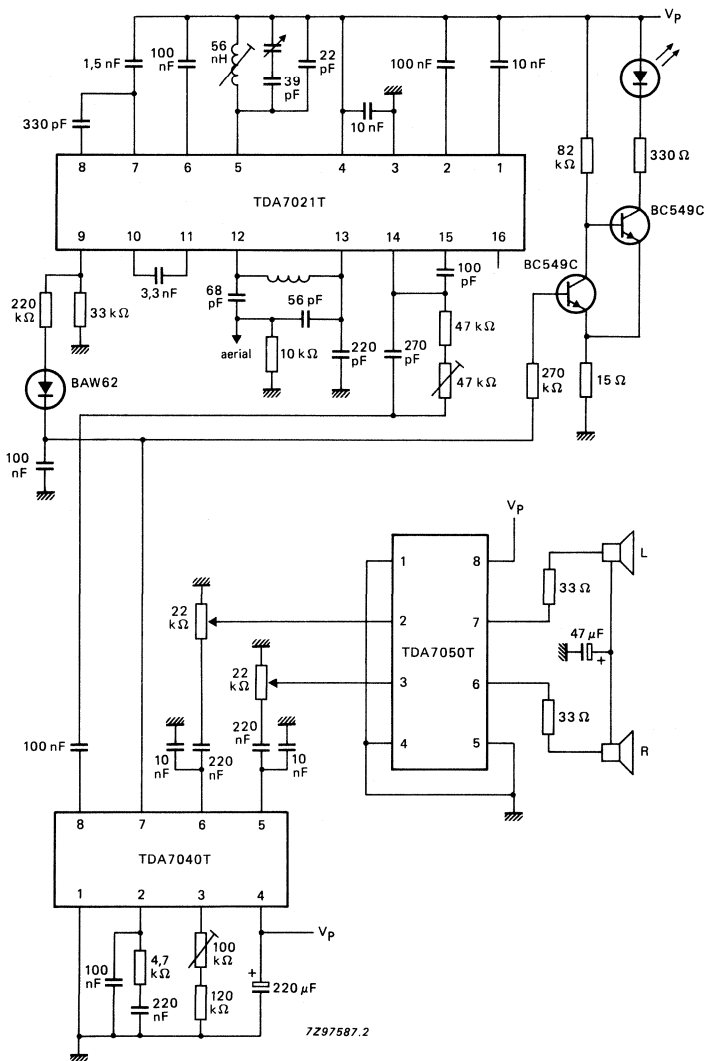 VP
1,5 nF
100 nF
56 nH
39 pF
22 pF
100 nF
10 nF
330 pF
10 nF
82 kΩ
330 Ω
8 7 6 5 4 3 2 1
TDA7021T
BC549C
9 10 11 12 13 14 15 16
BC549C
3,3 nF
100 pF
220 kΩ
33 kΩ
68 pF
56 pF
47 kΩ
aerial
10 kΩ
220 pF
270 pF
47 kΩ
270 kΩ
15 Ω
BAW62
100 nF
VP
1 8
L
33 Ω
22 kΩ
2 7
TDA7050T
47 µF
+
22 kΩ
3 6
33 Ω
R
4 5
100 nF
10 nF
220 nF
220 nF
10 nF
8 7 6 5
TDA7040T
1 2 3 4
VP
100 nF
4,7 kΩ
220 nF
100 kΩ
120 kΩ
+
220 µF
7Z97587.2